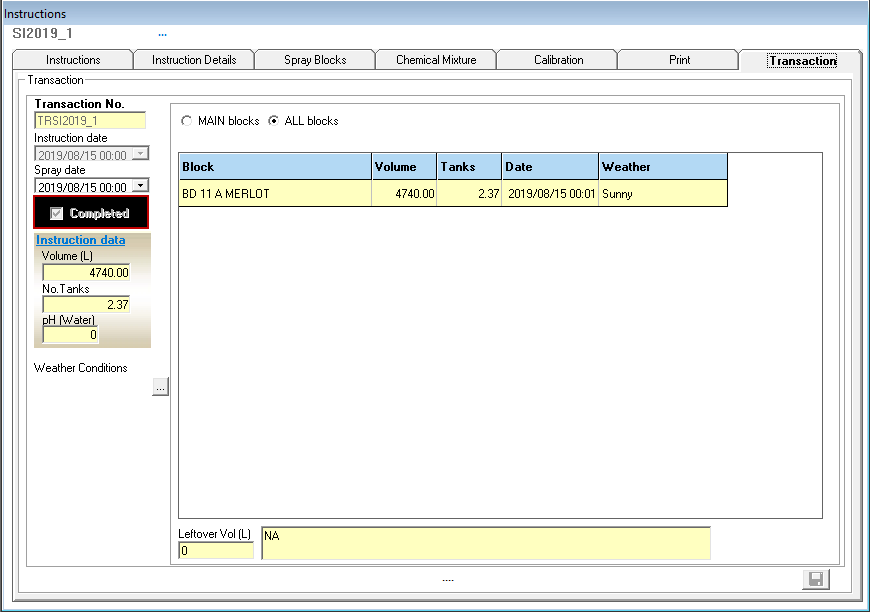 Instructions
SI2019_1 ...
Instructions Instruction Details Spray Blocks Chemical Mixture Calibration Print Transaction
Transaction
Transaction No.
TRSI2019_1
Instruction date
2019/08/15 00:00
Spray date
2019/08/15 00:00
Completed
Instruction data
Volume (L)
4740.00
No.Tanks
2.37
pH (Water)
0
Weather Conditions
...
MAIN blocks ALL blocks
Block Volume Tanks Date Weather
BD 11 A MERLOT 4740.00 2.37 2019/08/15 00:01 Sunny
Leftover Vol (L)
0
NA
....